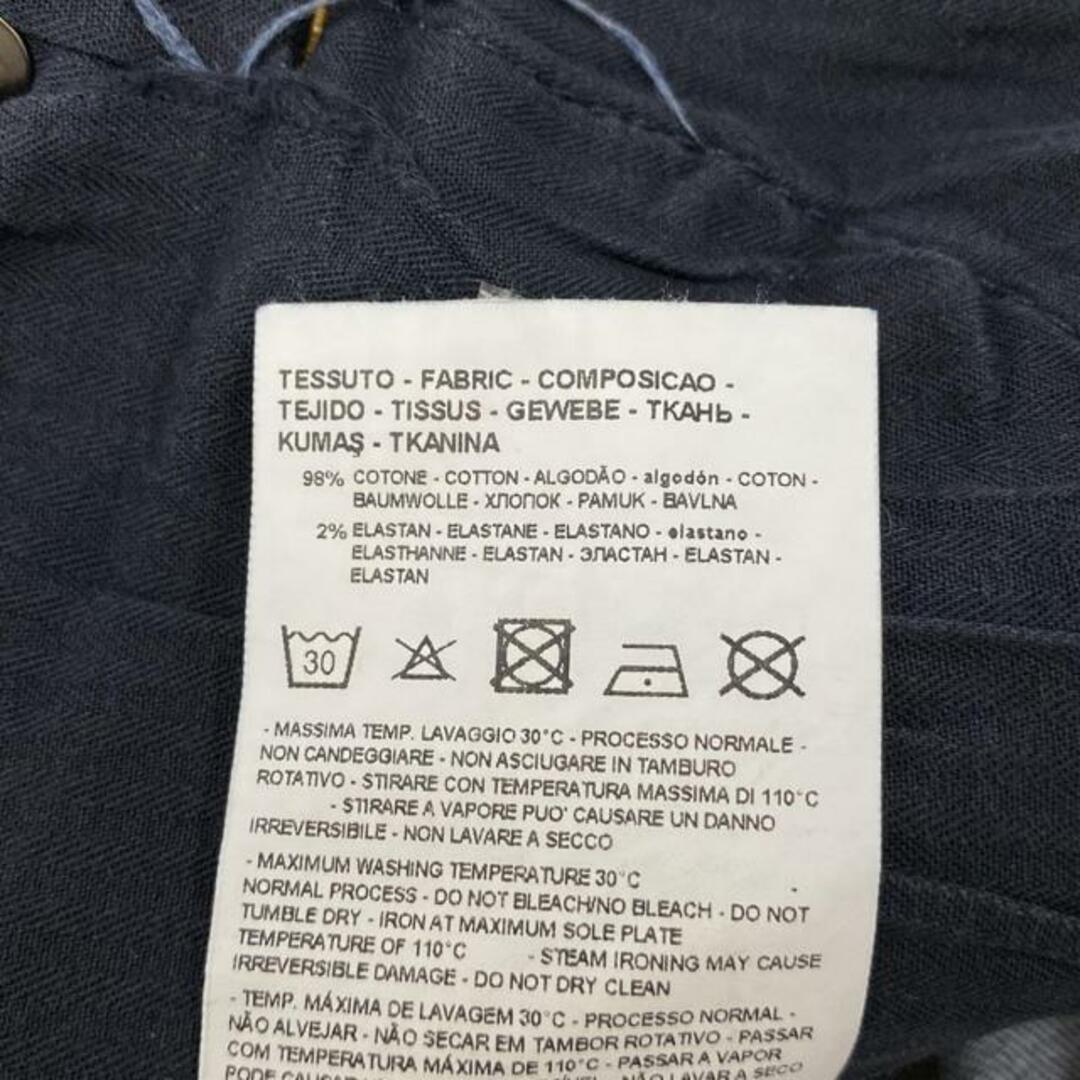 TESSUTO - FABRIC - COMPOSICAO -
TEJIDO - TISSUS - GEWEBE - ТКАНЬ -
KUMAŞ - TKANINA
98% COTONE - COTTON - ALGODÃO - algodón - COTON -
BAUMWOLLE - ХЛОПОК - PAMUK - BAVLNA
2% ELASTAN - ELASTANE - ELASTANO - elastano -
ELASTHANNE - ELASTAN - ЭЛАСТАН - ELASTAN -
ELASTAN
30
- MASSIMA TEMP. LAVAGGIO 30°C - PROCESSO NORMALE -
NON CANDEGGIARE - NON ASCIUGARE IN TAMBURO
ROTATIVO - STIRARE CON TEMPERATURA MASSIMA DI 110°C
- STIRARE A VAPORE PUO' CAUSARE UN DANNO
IRREVERSIBILE - NON LAVARE A SECCO
- MAXIMUM WASHING TEMPERATURE 30°C -
NORMAL PROCESS - DO NOT BLEACH/NO BLEACH - DO NOT
TUMBLE DRY - IRON AT MAXIMUM SOLE PLATE
TEMPERATURE OF 110°C - STEAM IRONING MAY CAUSE
IRREVERSIBLE DAMAGE - DO NOT DRY CLEAN
- TEMP. MÁXIMA DE LAVAGEM 30°C - PROCESSO NORMAL -
NÃO ALVEJAR - NÃO SECAR EM TAMBOR ROTATIVO - PASSAR
COM TEMPERATURA MÁXIMA DE 110°C - PASSAR A VAPOR
PODE - NÃO LAVAR A SECO